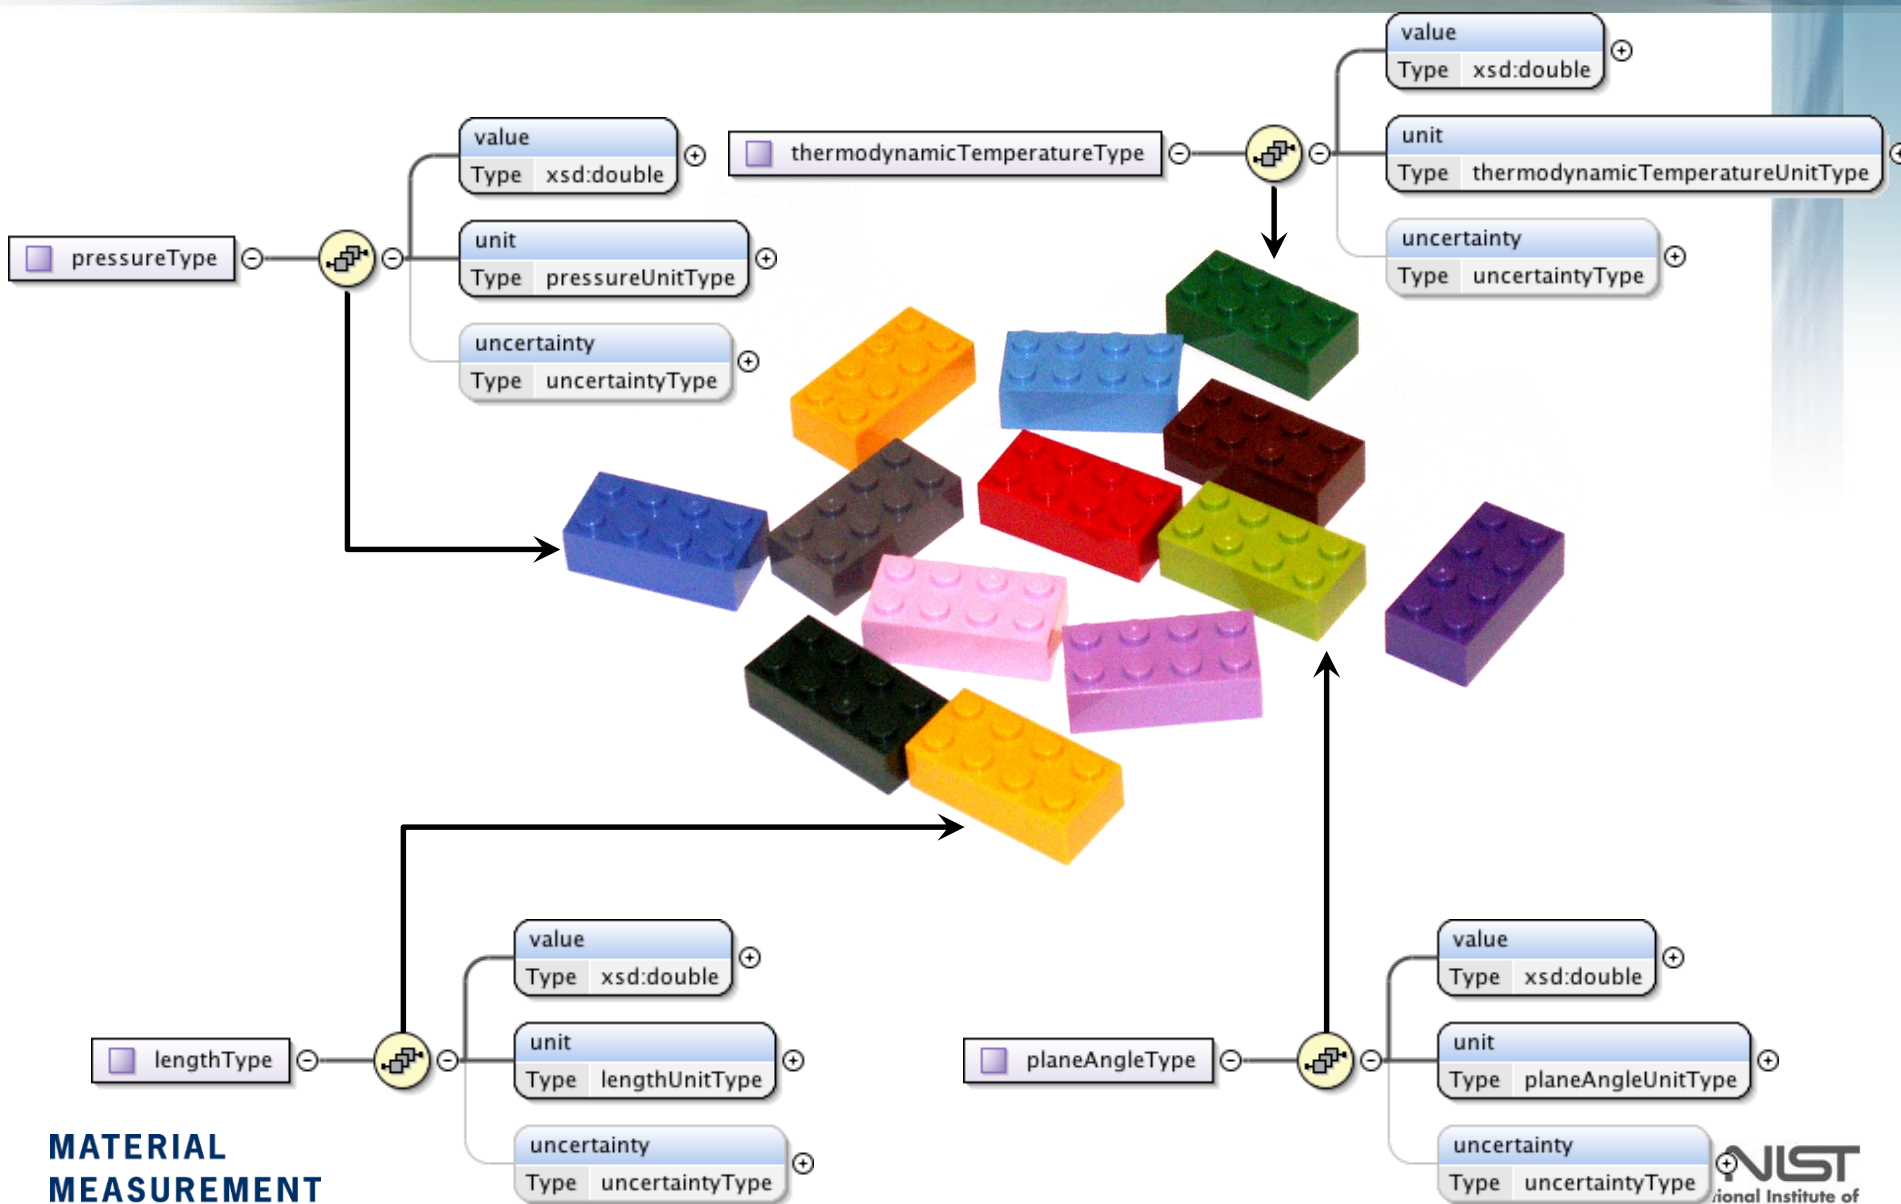 value
Type xsd:double
unit
Type thermodynamicTemperatureUnitType
uncertainty
Type uncertaintyType
thermodynamicTemperatureType
value
Type xsd:double
unit
Type pressureUnitType
uncertainty
Type uncertaintyType
pressureType
value
Type xsd:double
unit
Type lengthUnitType
uncertainty
Type uncertaintyType
lengthType
value
Type xsd:double
unit
Type planeAngleUnitType
uncertainty
Type uncertaintyType
planeAngleType
MATERIAL
MEASUREMENT
NIST
Institute of